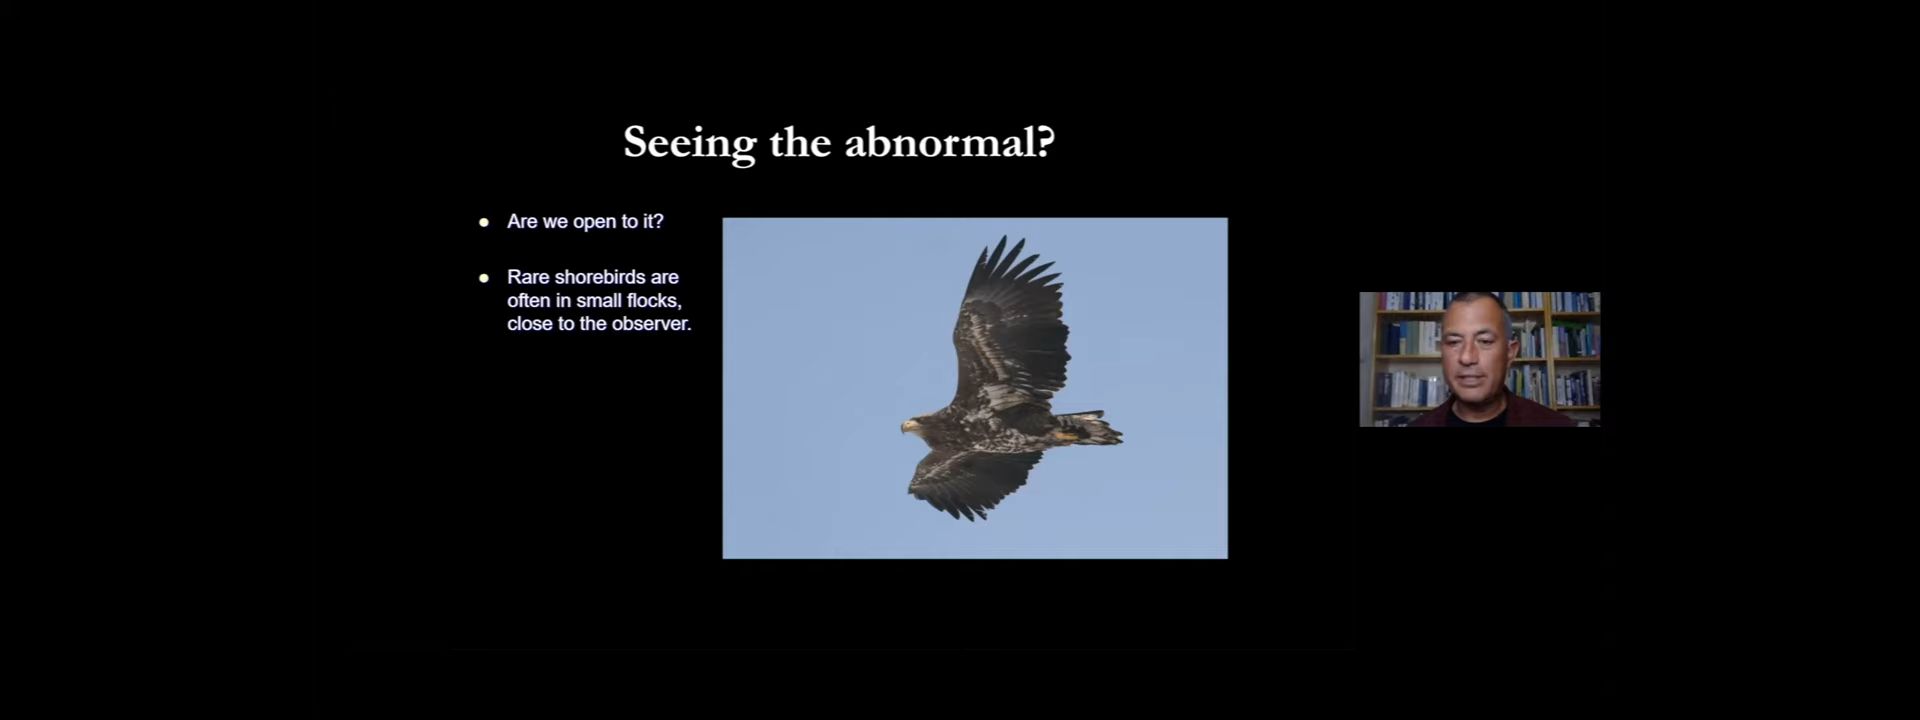 Seeing the abnormal?
Are we open to it?
Rare shorebirds are
often in small flocks,
close to the observer.